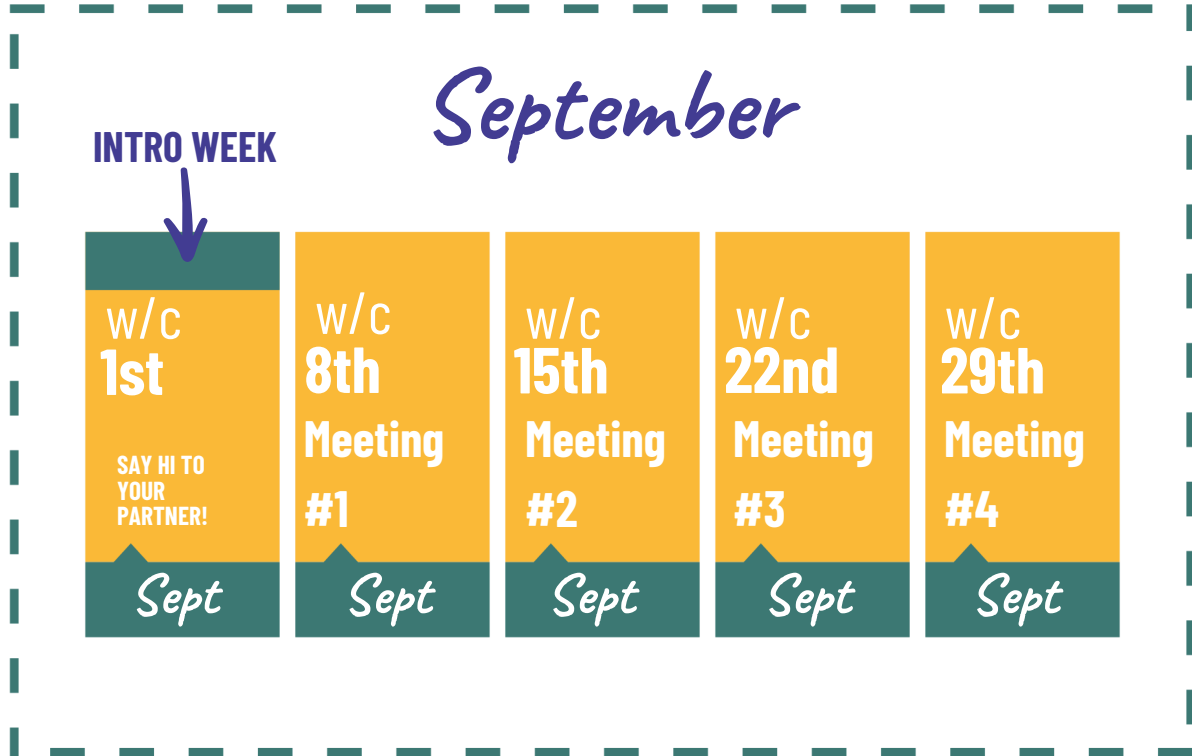 September
INTRO WEEK
w/c
1st
SAY HI TO
YOUR
PARTNER!
Sept
w/c
8th
Meeting
#1
Sept
w/c
15th
Meeting
#2
Sept
w/c
22nd
Meeting
#3
Sept
w/c
29th
Meeting
#4
Sept